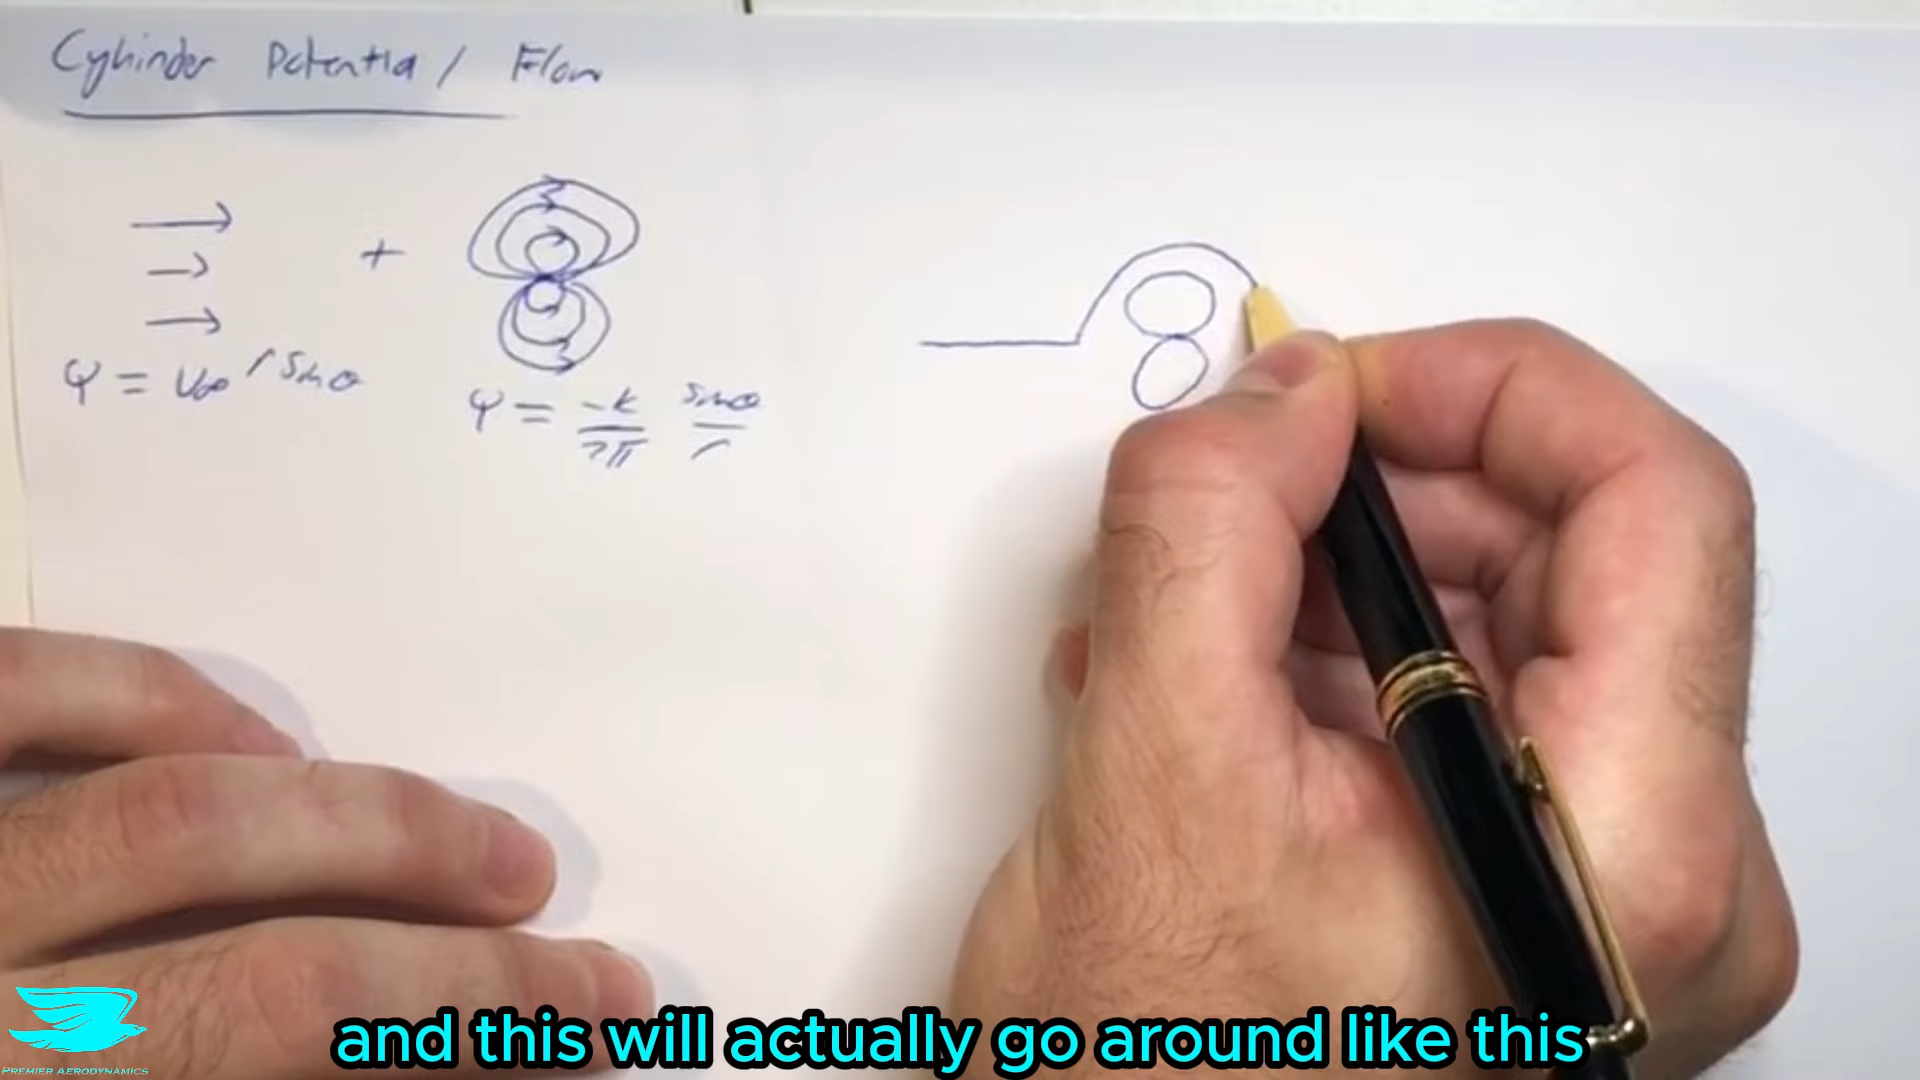 Cylinder Potential Flow
+
ψ = V∞ r sinθ
ψ = -k/2π sinθ/r
and this will actually go around like this
PREMIER AERODYNAMICS